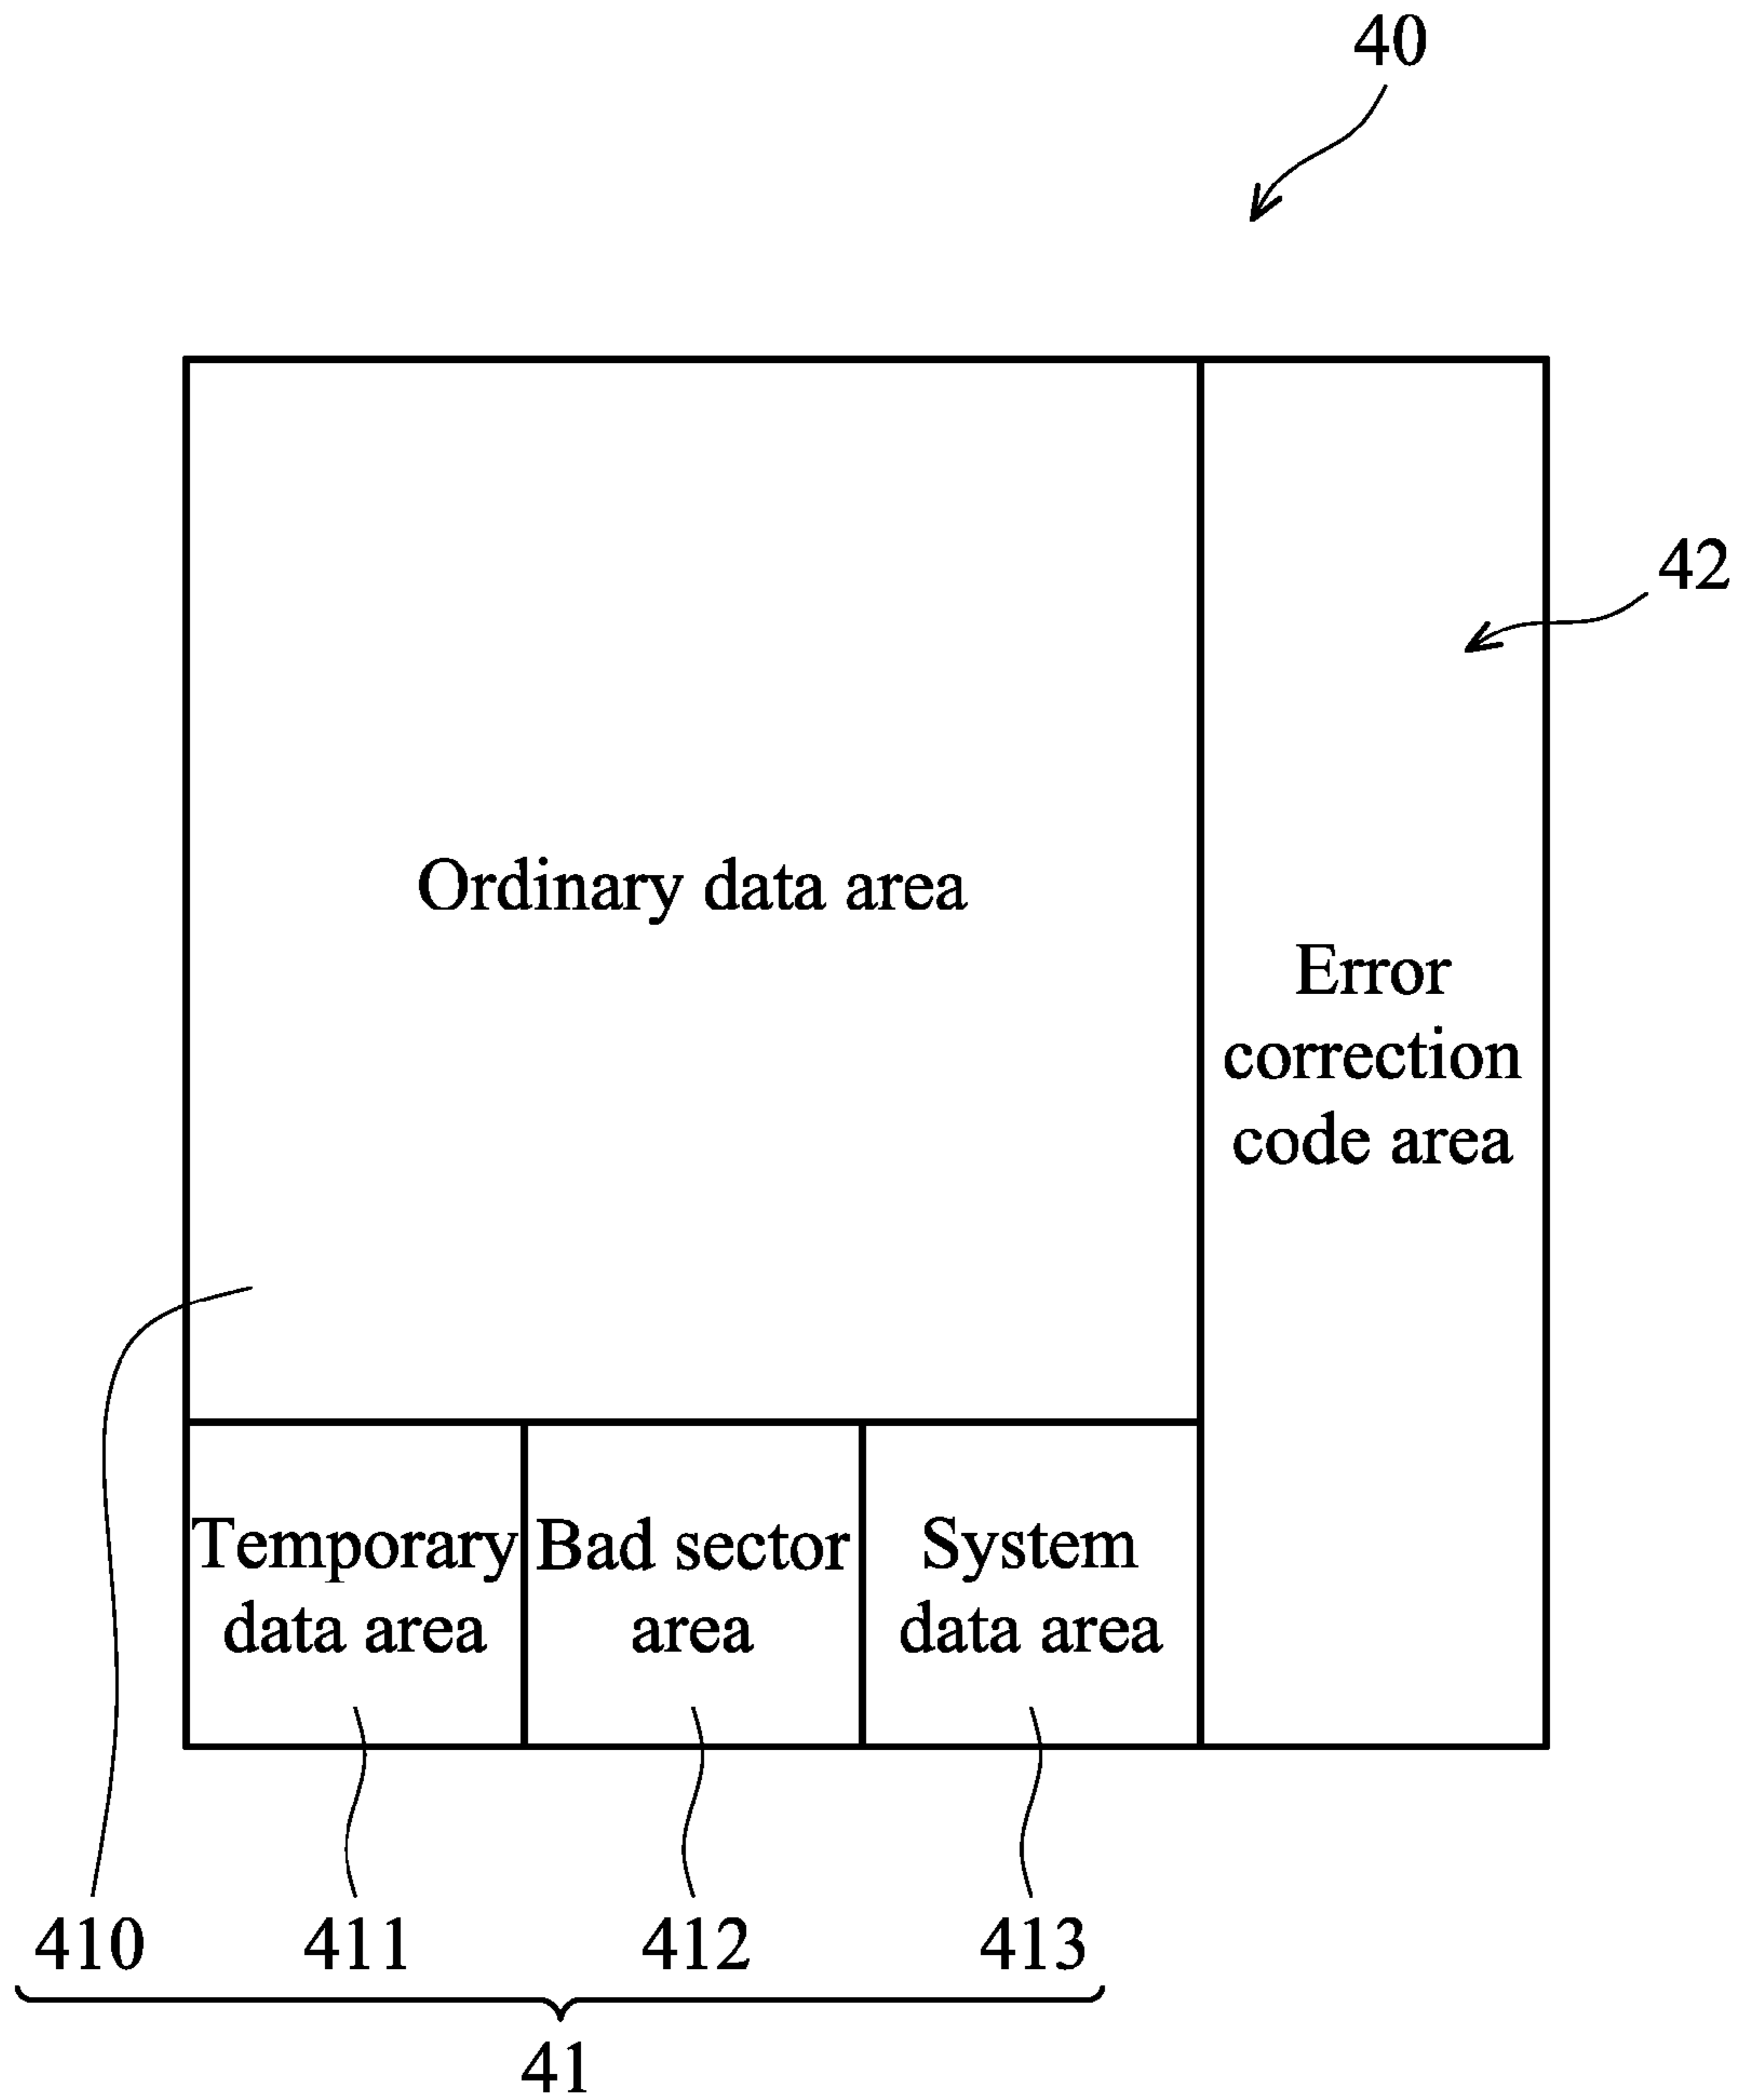 40
42
Ordinary data area
Error
correction
code area
Temporary
data area
Bad sector
area
System
data area
410
411
412
413
41